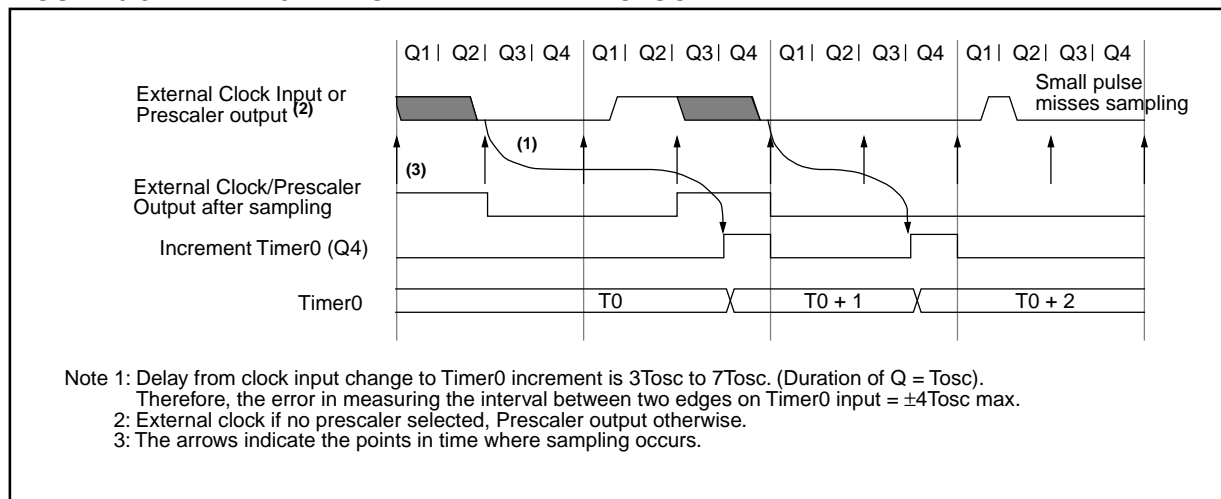 Q1 | Q2 | Q3 | Q4 Q1 | Q2 | Q3 | Q4 Q1 | Q2 | Q3 | Q4 Q1 | Q2 | Q3 | Q4
External Clock Input or
Prescaler output (2)
Small pulse
misses sampling
(1)
(3)
External Clock/Prescaler
Output after sampling
Increment Timer0 (Q4)
Timer0 T0 T0 + 1 T0 + 2
Note 1: Delay from clock input change to Timer0 increment is 3Tosc to 7Tosc. (Duration of Q = Tosc).
Therefore, the error in measuring the interval between two edges on Timer0 input = ±4Tosc max.
2: External clock if no prescaler selected, Prescaler output otherwise.
3: The arrows indicate the points in time where sampling occurs.